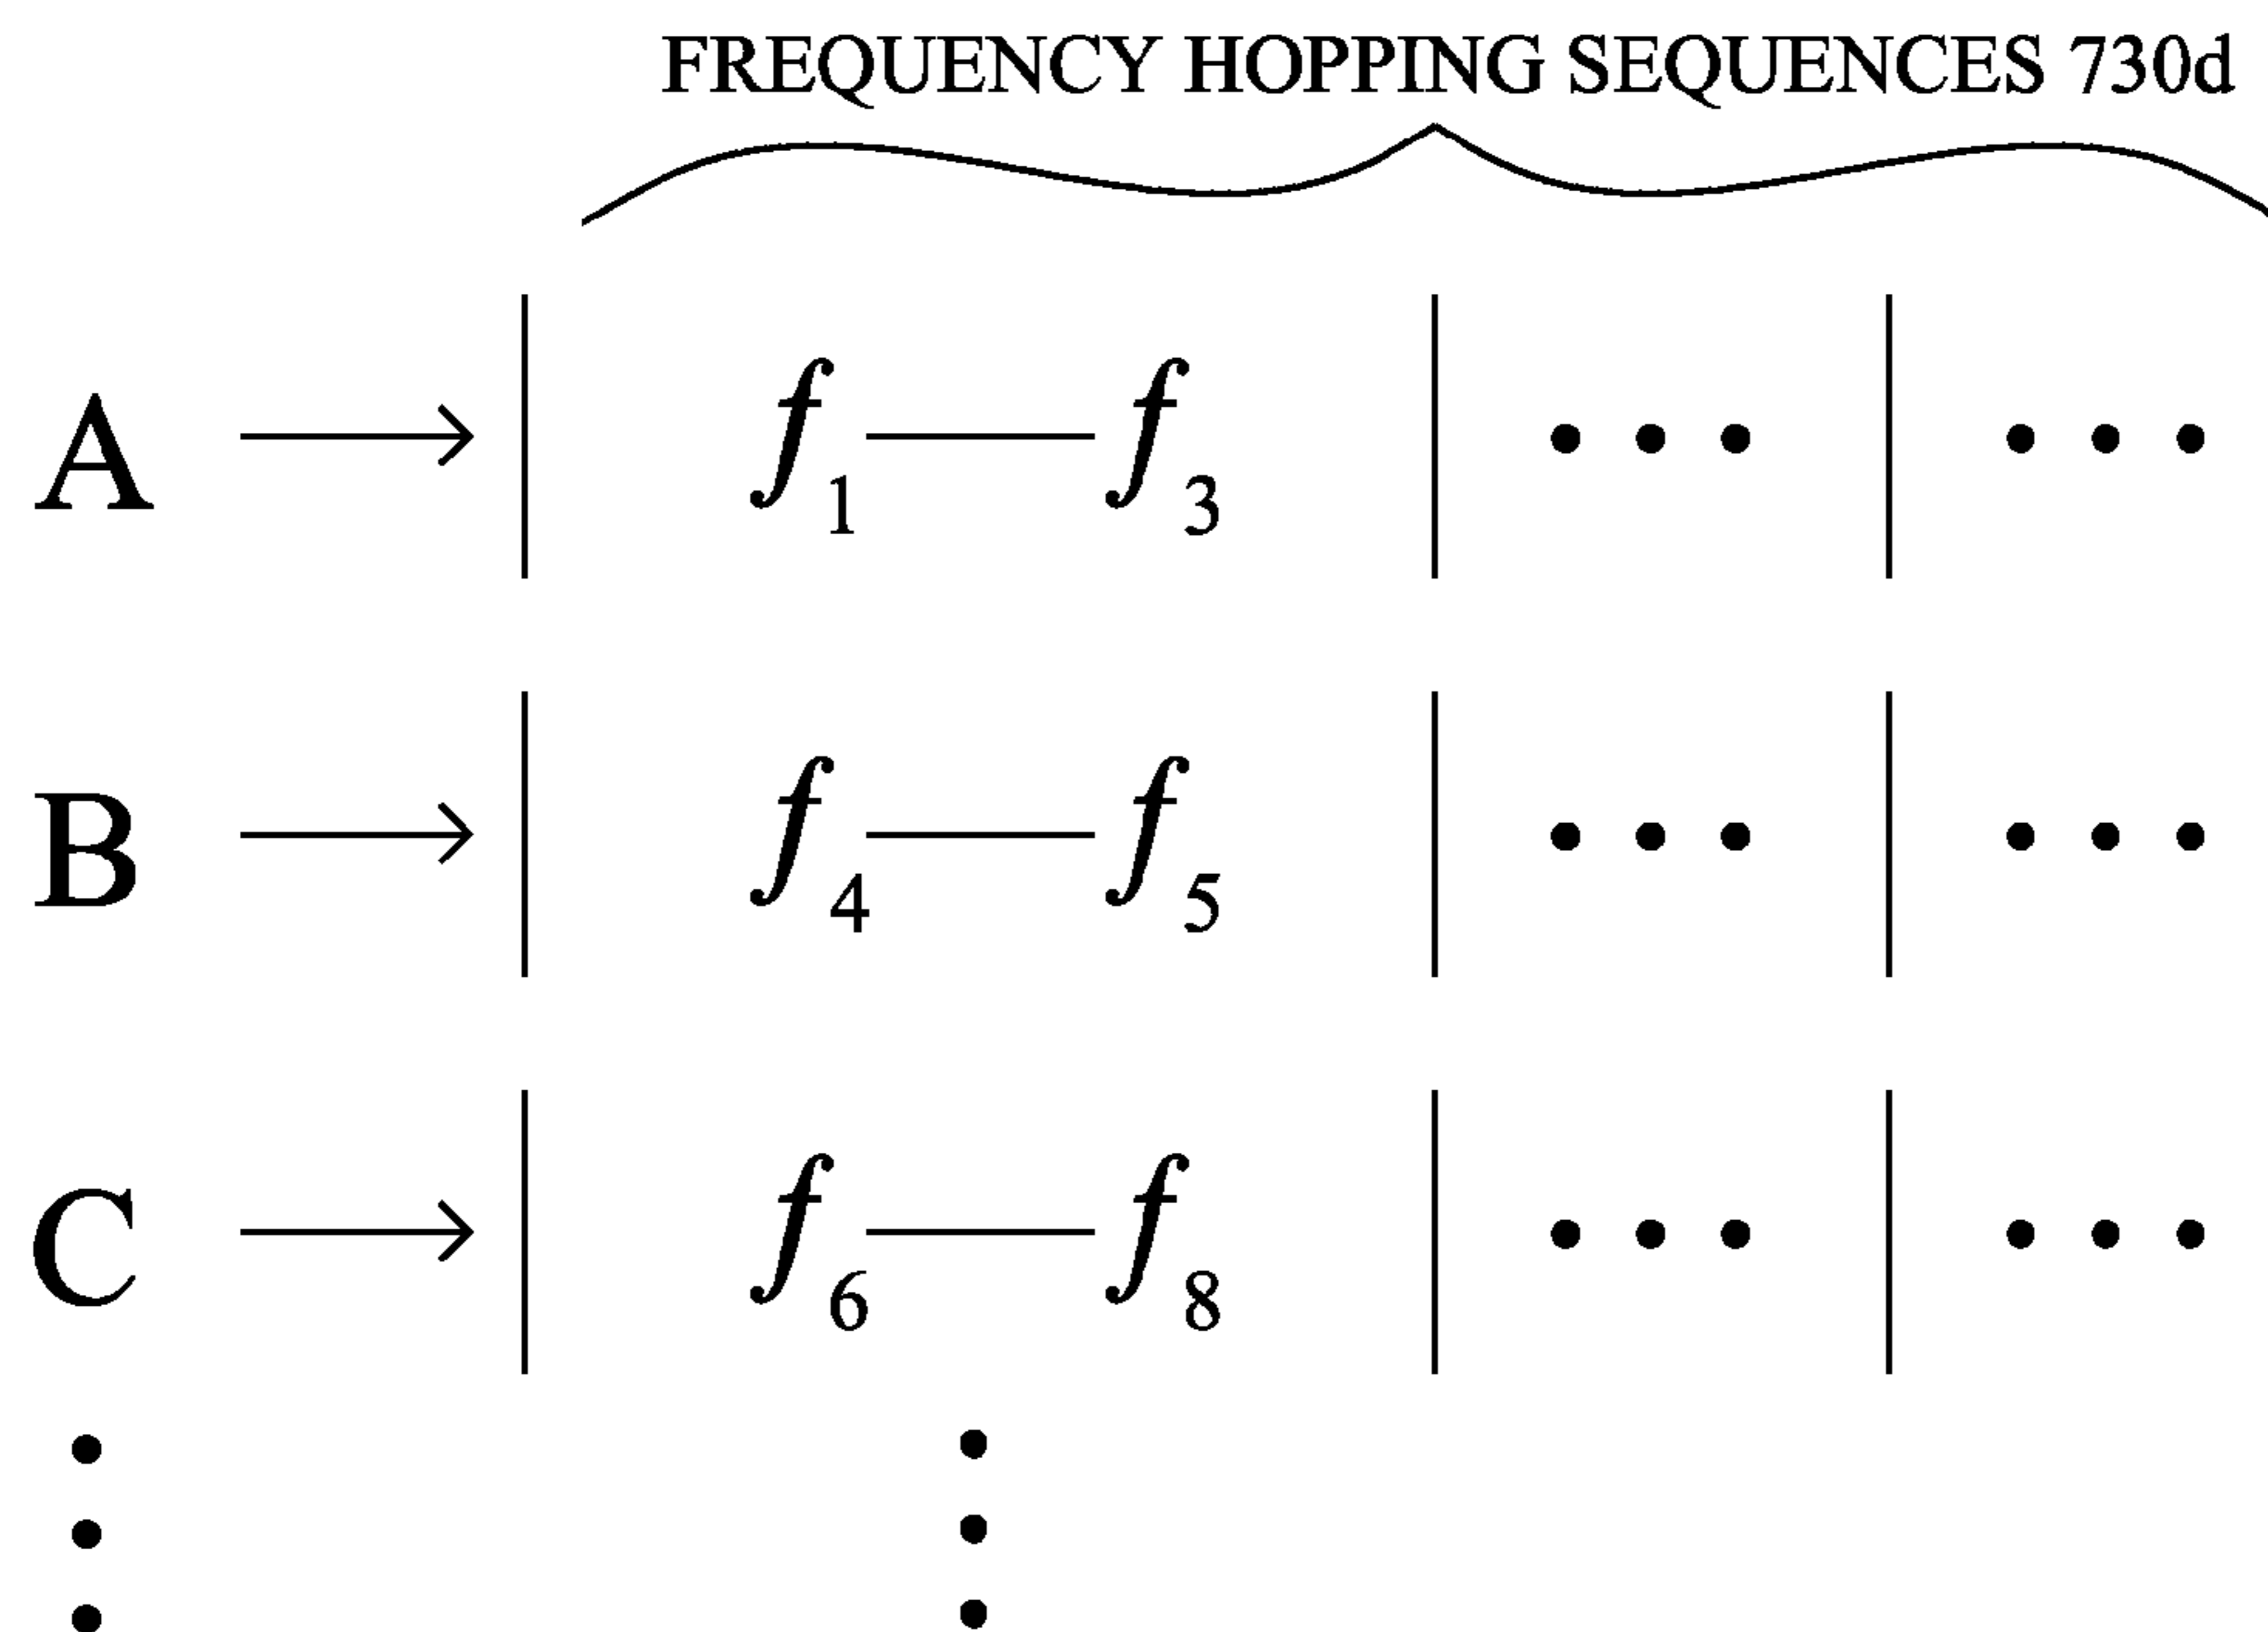 FREQUENCY HOPPING SEQUENCES 730d
A → | f₁—f₃ | • • • | • • •
B → | f₄—f₅ | • • • | • • •
C → | f₆—f₈ | • • • | • • •